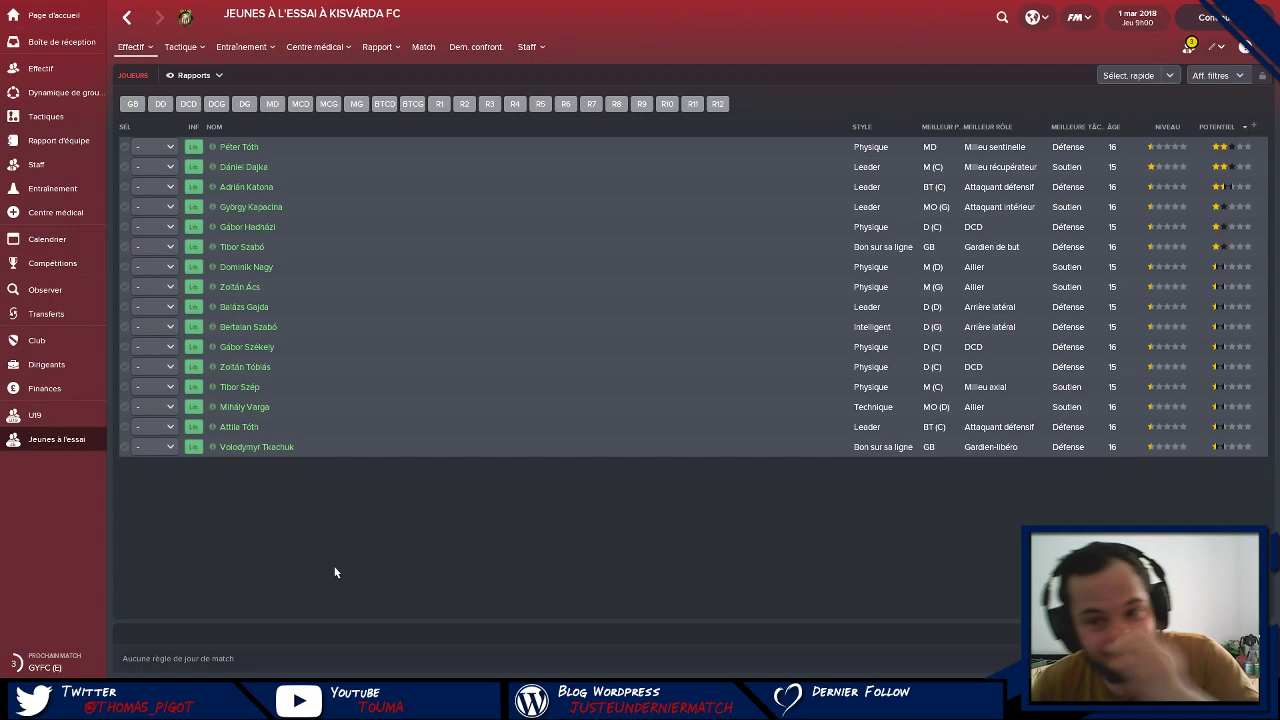 Page d'accueil
Boîte de réception
Effectif
Dynamique de grou...
Tactiques
Rapport d'équipe
Staff
Entraînement
Centre médical
Calendrier
Compétitions
Observer
Transferts
Club
Dirigeants
Finances
U19
Jeunes à l'essai
3 PROCHAIN MATCH
GYFC (E)
JEUNES À L'ESSAI À KISVÁRDA FC
FM
1 mar 2018
Jeu 9h00
Effectif Tactique Entraînement Centre médical Rapport Match Dern. confront. Staff
3
JOUEURS Rapports Sélect. rapide Aff. filtres
GB DD DCD DCG DG MD MCD MCG MG BTCD BTCG R1 R2 R3 R4 R5 R6 R7 R8 R9 R10 R11 R12
SÉL INF NOM STYLE MEILLEUR P... MEILLEUR RÔLE MEILLEURE TÂC... ÂGE NIVEAU POTENTIEL
- Péter Tóth Physique MD Milieu sentinelle Défense 16
- Dániel Dajka Leader M (C) Milieu récupérateur Soutien 15
- Adrián Katona Leader BT (C) Attaquant défensif Défense 16
- György Kapacina Leader MO (G) Attaquant intérieur Soutien 16
- Gábor Hadházi Physique D (C) DCD Défense 15
- Tibor Szabó Bon sur sa ligne GB Gardien de but Défense 16
- Dominik Nagy Physique M (D) Ailier Soutien 15
- Zoltán Ács Physique M (G) Ailier Soutien 15
- Balázs Gajda Leader D (D) Arrière latéral Défense 15
- Bertalan Szabó Intelligent D (G) Arrière latéral Défense 15
- Gábor Székely Physique D (C) DCD Défense 16
- Zoltán Tóbiás Physique D (C) DCD Défense 15
- Tibor Szép Physique M (C) Milieu axial Soutien 15
- Mihály Varga Technique MO (D) Ailier Soutien 16
- Attila Tóth Leader BT (C) Attaquant défensif Défense 16
- Volodymyr Tkachuk Bon sur sa ligne GB Gardien-libéro Défense 16
Aucune règle de jour de match
Twitter
@Thomas_Pigot
Youtube
Touma
Blog Wordpress
JusteUnDernierMatch
Dernier Follow